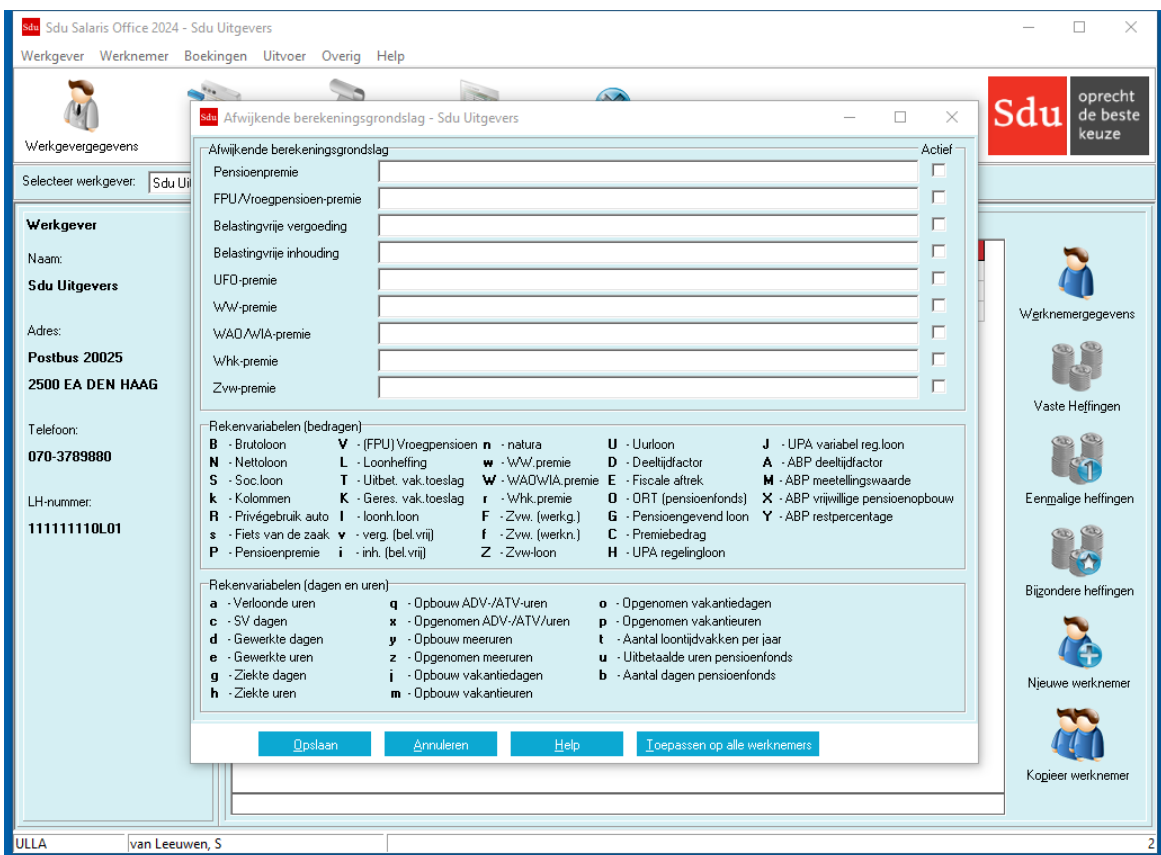 Sdu Sdu Salaris Office 2024 - Sdu Uitgevers
Werkgever Werknemer Boekingen Uitvoer Overig Help
Werkgevergegevens
Sdu
oprecht
de beste
keuze
Selecteer werkgever: Sdu Ui
Werkgever
Naam:
Sdu Uitgevers
Adres:
Postbus 20025
2500 EA DEN HAAG
Telefoon:
070-3789880
LH-nummer:
111111110L01
Sdu Afwijkende berekeningsgrondslag - Sdu Uitgevers
Afwijkende berekeningsgrondslag Actief
Pensioenpremie
FPU/Vroegpensioen-premie
Belastingvrije vergoeding
Belastingvrije inhouding
UFO-premie
WW-premie
WAO/WIA-premie
Whk-premie
Zvw-premie
Rekenvariabelen (bedragen)
B - Brutoloon V - (FPU) Vroegpensioen n - natura U - Uurloon J - UPA variabel reg.loon
N - Nettoloon L - Loonheffing w - WW.premie D - Deeltijdfactor A - ABP deeltijdfactor
S - Soc.loon T - Uitbet. vak.toeslag W - WAOWIA.premie E - Fiscale aftrek M - ABP meetellingswaarde
k - Kolommen K - Geres. vak.toeslag r - Whk.premie O - ORT (pensioenfonds) X - ABP vrijwillige pensioenopbouw
R - Privégebruik auto l - loonh.loon F - Zvw. (werkg.) G - Pensioengevend loon Y - ABP restpercentage
s - Fiets van de zaak v - verg. (bel.vrij) f - Zvw. (werkn.) C - Premiebedrag
P - Pensioenpremie i - inh. (bel.vrij) Z - Zvw-loon H - UPA regelingloon
Rekenvariabelen (dagen en uren)
a - Verloonde uren q - Opbouw ADV-/ATV-uren o - Opgenomen vakantiedagen
c - SV dagen x - Opgenomen ADV-/ATV/uren p - Opgenomen vakantieuren
d - Gewerkte dagen y - Opbouw meeruren t - Aantal loontijdvakken per jaar
e - Gewerkte uren z - Opgenomen meeruren u - Uitbetaalde uren pensioenfonds
g - Ziekte dagen j - Opbouw vakantiedagen b - Aantal dagen pensioenfonds
h - Ziekte uren m - Opbouw vakantieuren
Opslaan Annuleren Help Toepassen op alle werknemers
Werknemergegevens
Vaste Heffingen
Eenmalige heffingen
Bijzondere heffingen
Nieuwe werknemer
Kopieer werknemer
ULLA van Leeuwen, S 2